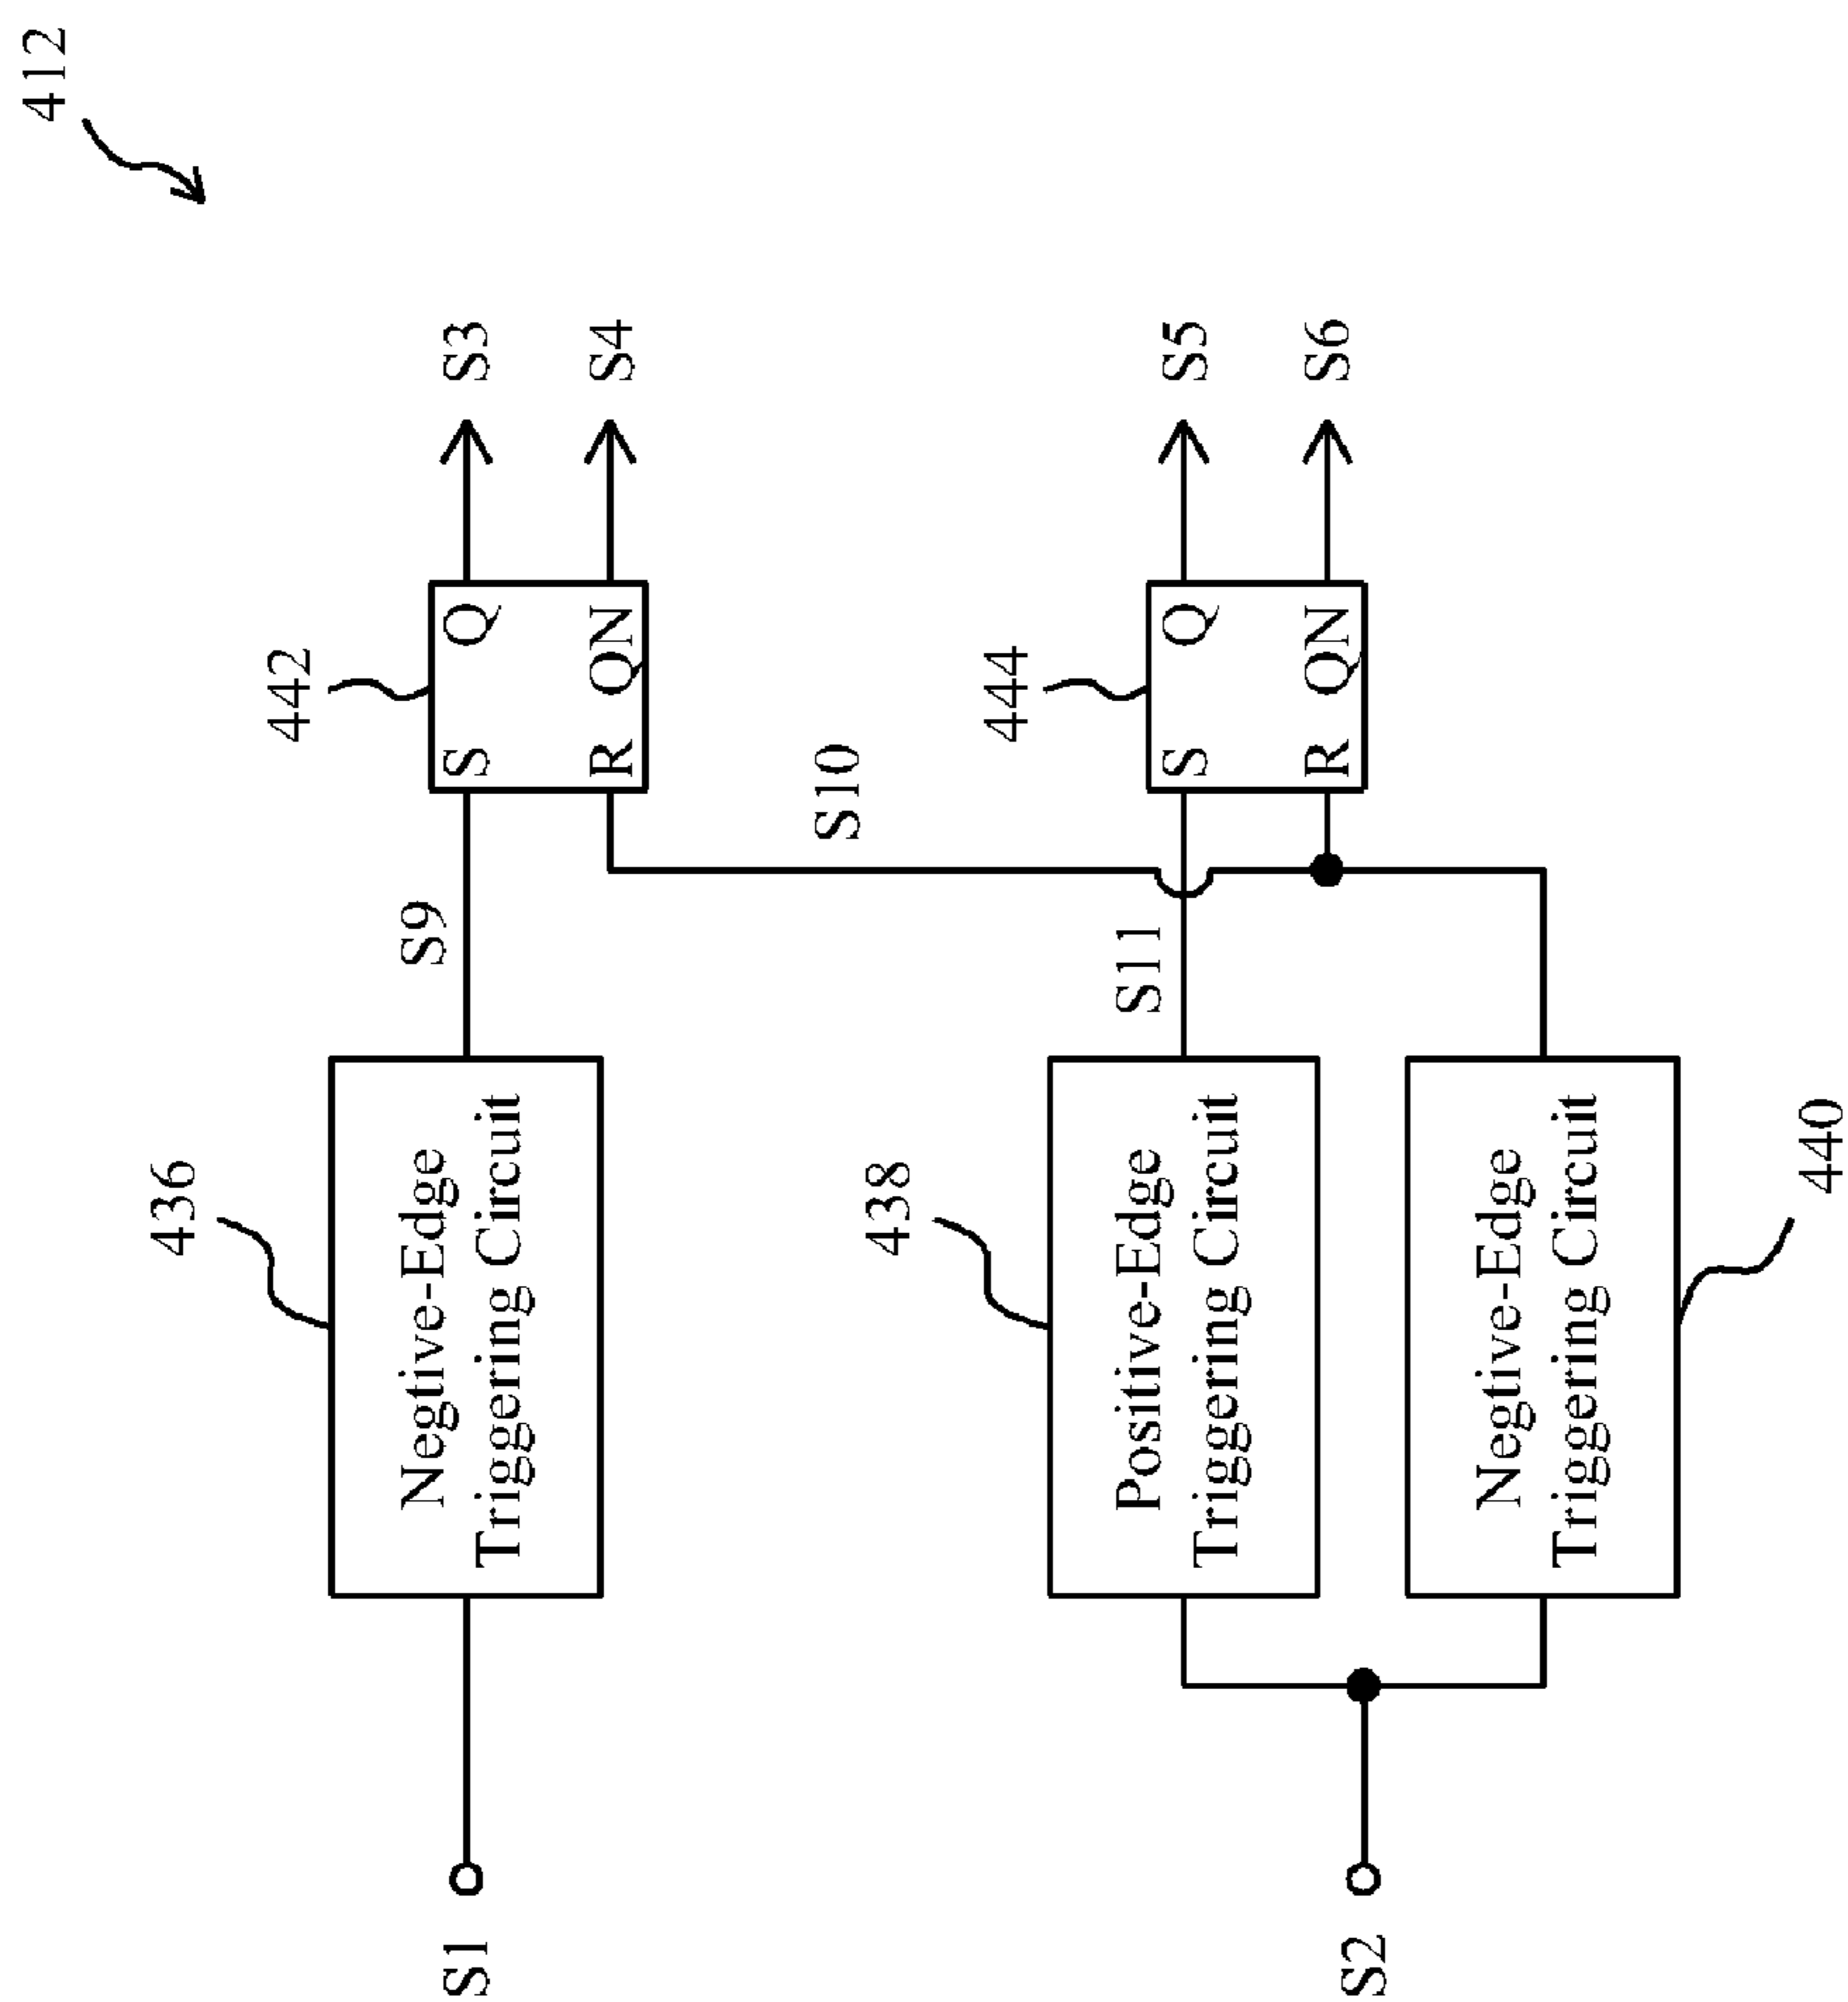 412
442
S9
S Q
R QN
S3
S4
436
Negtive-Edge
Triggering Circuit
S1
S10
444
S11
S Q
R QN
S5
S6
438
Positive-Edge
Triggering Circuit
Negtive-Edge
Triggering Circuit
S2
440